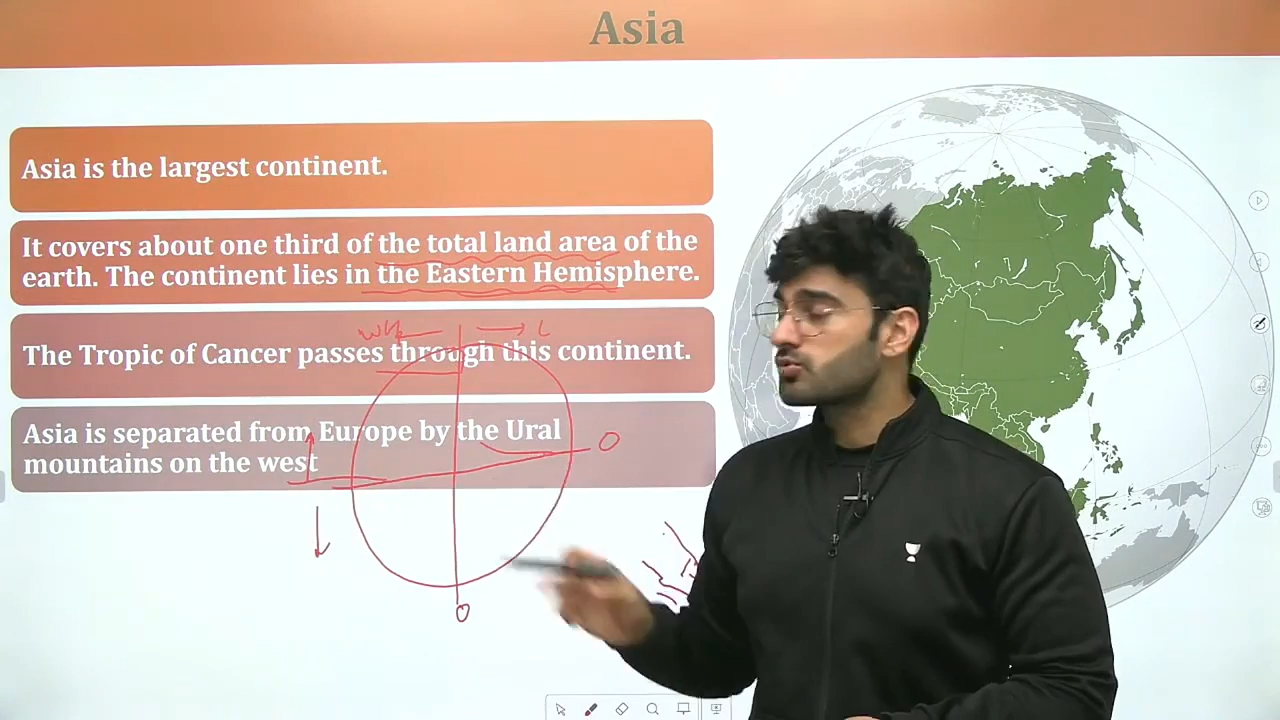 Asia
Asia is the largest continent.
It covers about one third of the total land area of the
earth. The continent lies in the Eastern Hemisphere.
The Tropic of Cancer passes through this continent.
Asia is separated from Europe by the Ural
mountains on the west
0
0